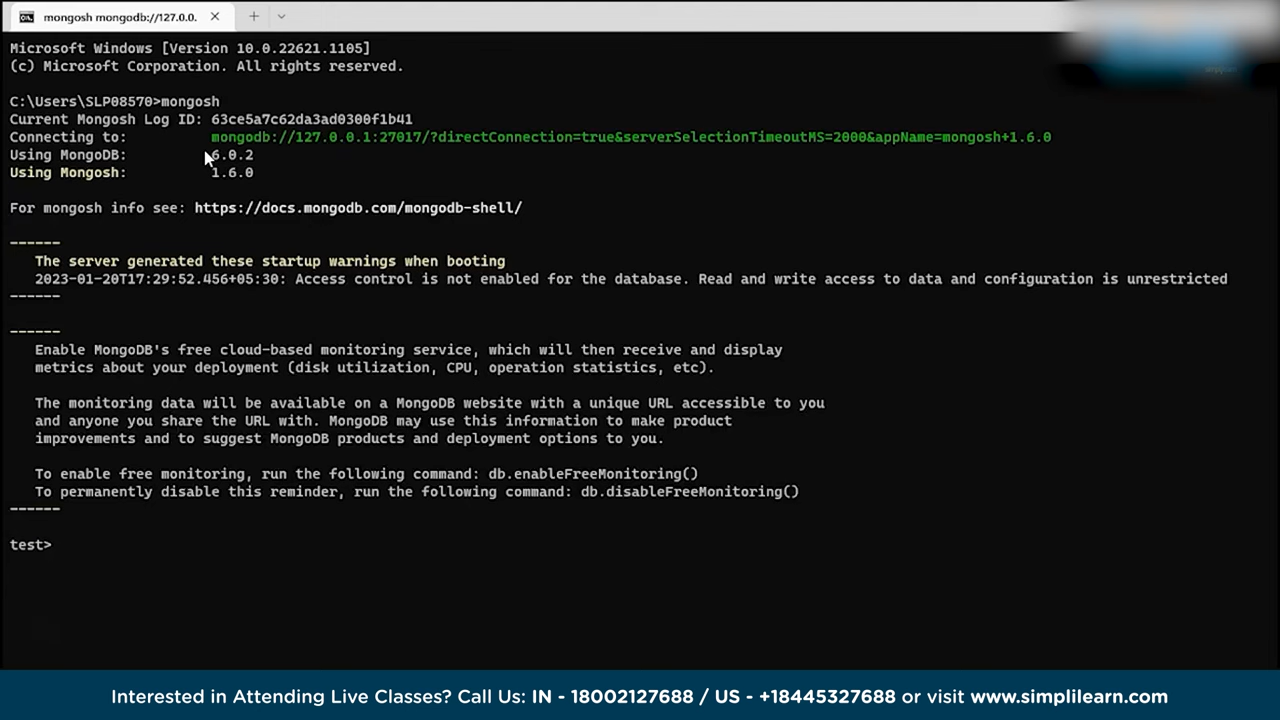 mongosh mongodb://127.0.0.
Microsoft Windows [Version 10.0.22621.1105]
(c) Microsoft Corporation. All rights reserved.
C:\Users\SLP08570>mongosh
Current Mongosh Log ID: 63ce5a7c62da3ad0300f1b41
Connecting to: mongodb://127.0.0.1:27017/?directConnection=true&serverSelectionTimeoutMS=2000&appName=mongosh+1.6.0
Using MongoDB: 6.0.2
Using Mongosh: 1.6.0
For mongosh info see: https://docs.mongodb.com/mongodb-shell/
------
The server generated these startup warnings when booting
2023-01-20T17:29:52.456+05:30: Access control is not enabled for the database. Read and write access to data and configuration is unrestricted
------
------
Enable MongoDB's free cloud-based monitoring service, which will then receive and display
metrics about your deployment (disk utilization, CPU, operation statistics, etc).
The monitoring data will be available on a MongoDB website with a unique URL accessible to you
and anyone you share the URL with. MongoDB may use this information to make product
improvements and to suggest MongoDB products and deployment options to you.
To enable free monitoring, run the following command: db.enableFreeMonitoring()
To permanently disable this reminder, run the following command: db.disableFreeMonitoring()
------
test>
Interested in Attending Live Classes? Call Us: IN - 18002127688 / US - +18445327688 or visit www.simplilearn.com